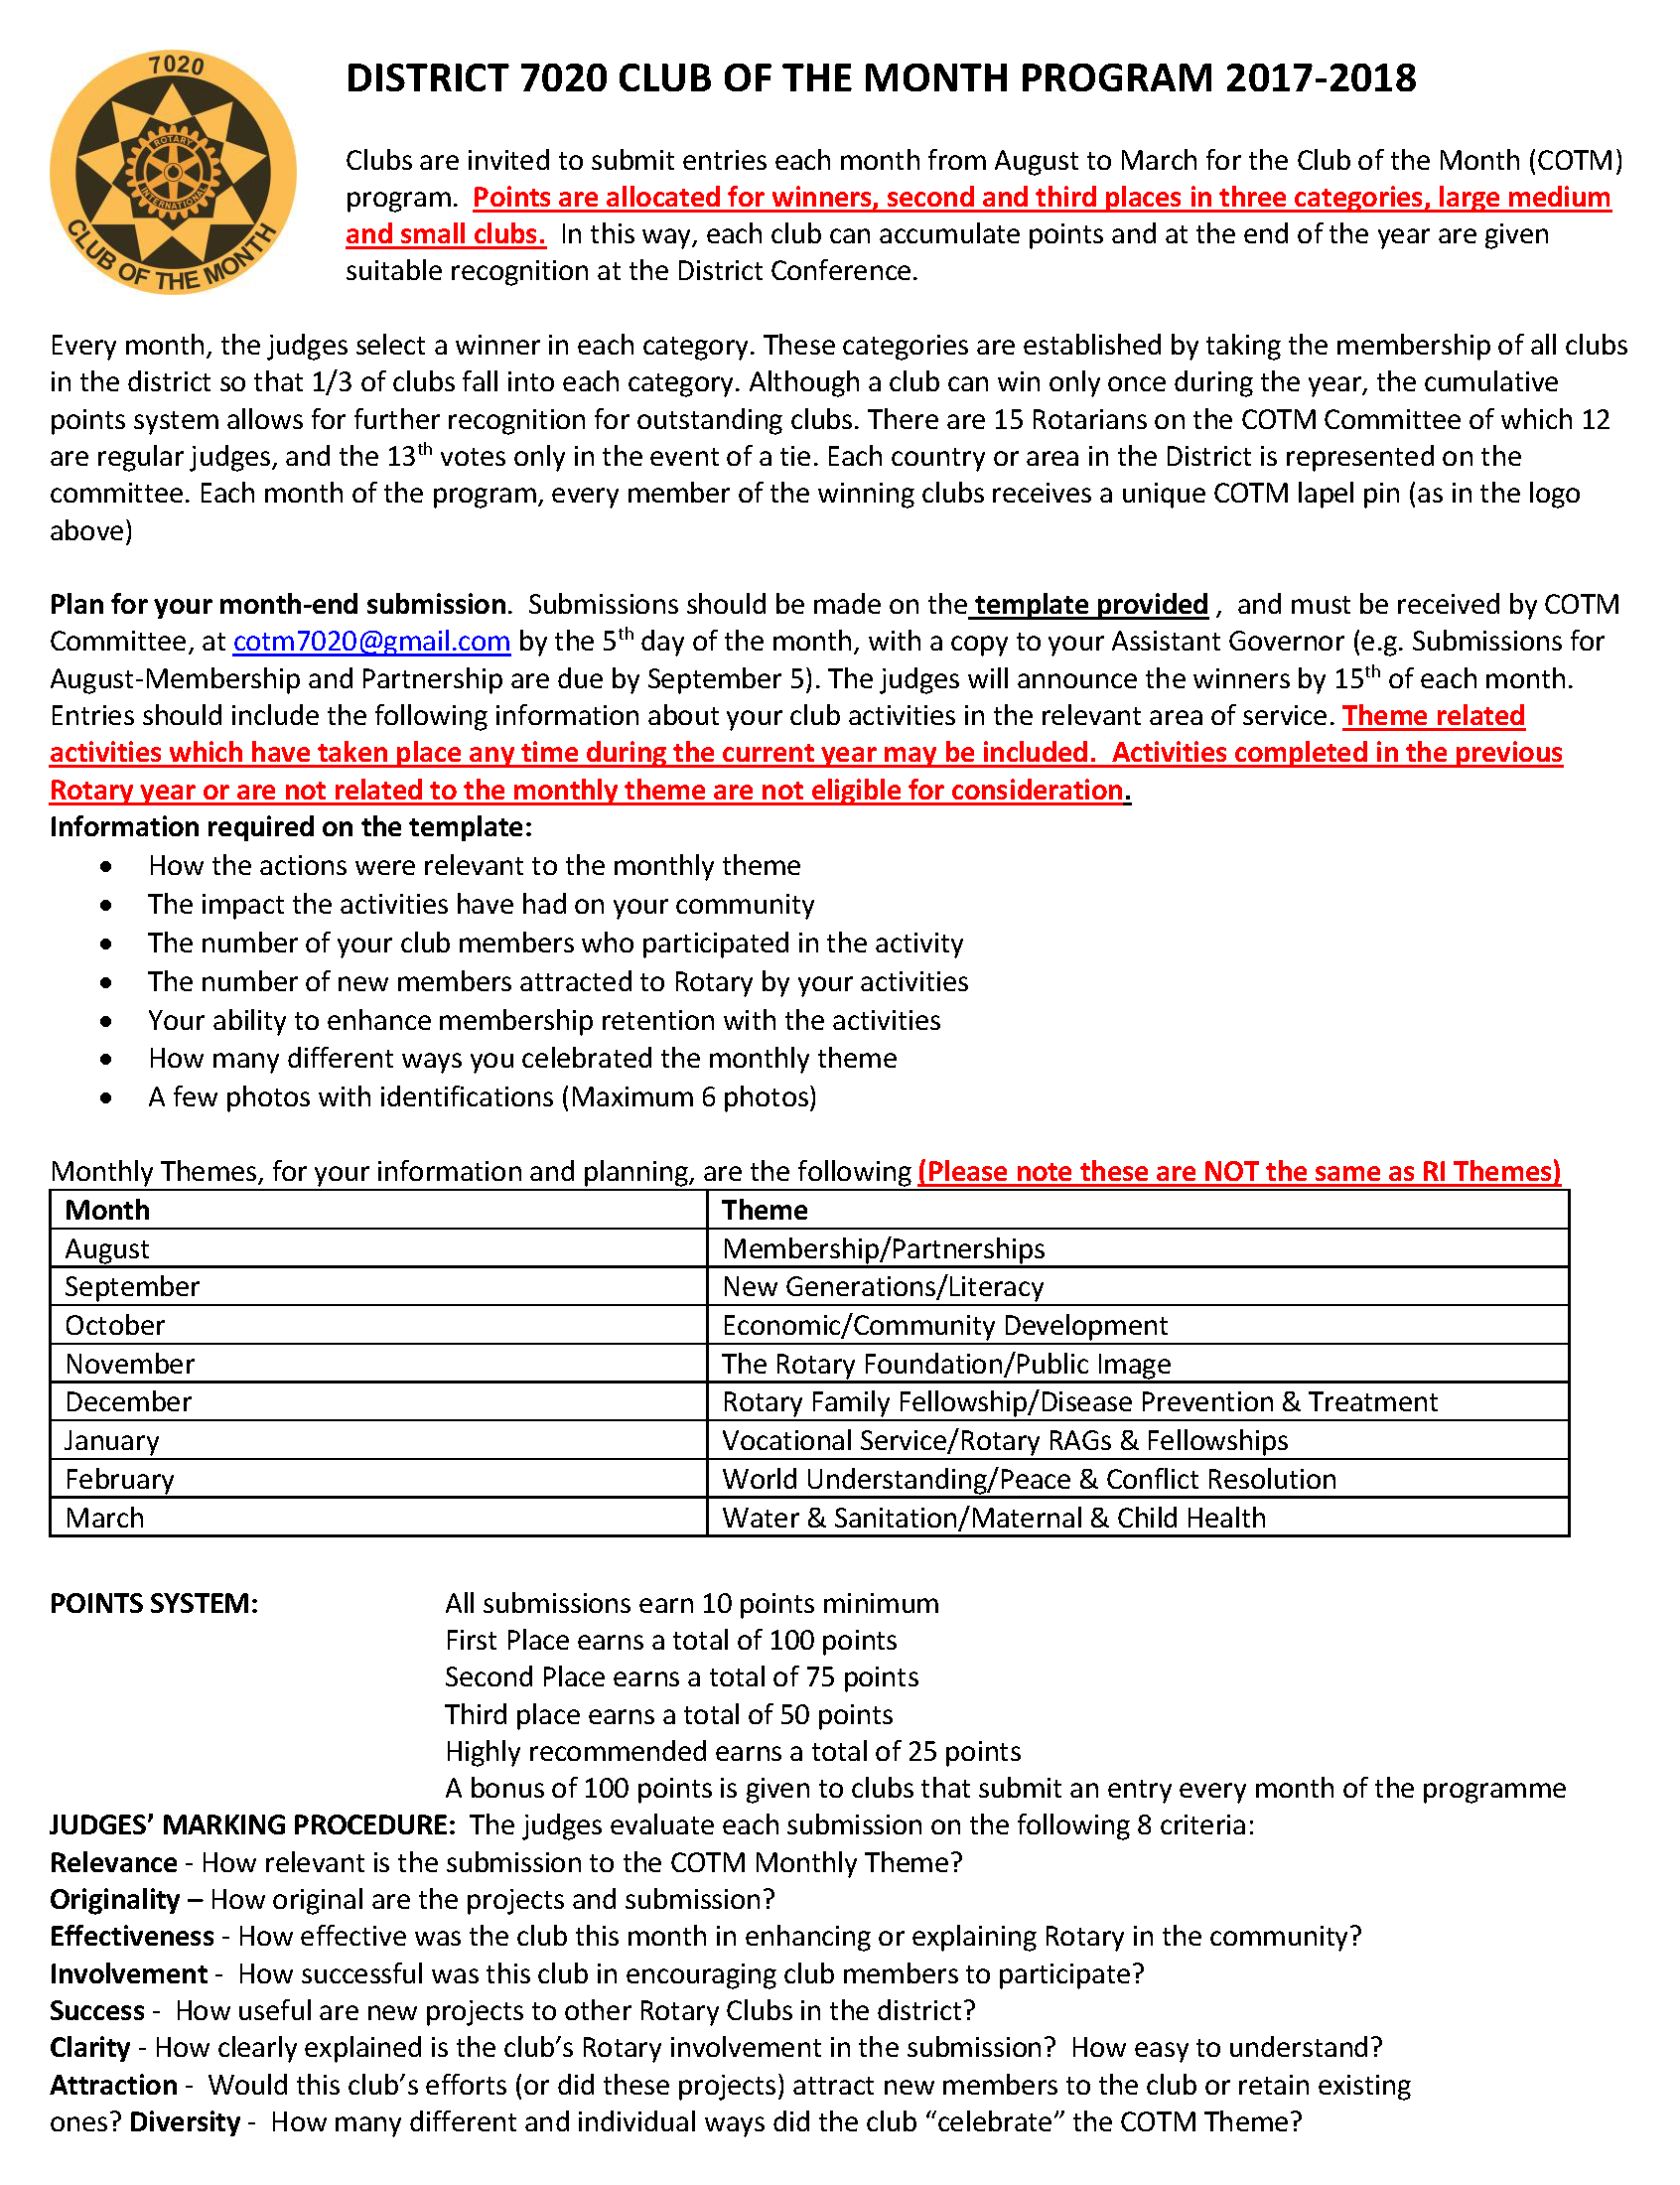 7020
ROTARY
INTERNATIONAL
CLUB OF THE MONTH
DISTRICT 7020 CLUB OF THE MONTH PROGRAM 2017-2018
Clubs are invited to submit entries each month from August to March for the Club of the Month (COTM)
program.  Points are allocated for winners, second and third places in three categories, large medium
and small clubs.  In this way, each club can accumulate points and at the end of the year are given
suitable recognition at the District Conference.
Every month, the judges select a winner in each category. These categories are established by taking the membership of all clubs
in the district so that 1/3 of clubs fall into each category. Although a club can win only once during the year, the cumulative
points system allows for further recognition for outstanding clubs. There are 15 Rotarians on the COTM Committee of which 12
are regular judges, and the 13th votes only in the event of a tie. Each country or area in the District is represented on the
committee. Each month of the program, every member of the winning clubs receives a unique COTM lapel pin (as in the logo
above)
Plan for your month-end submission.  Submissions should be made on the template provided ,  and must be received by COTM
Committee, at cotm7020@gmail.com by the 5th day of the month, with a copy to your Assistant Governor (e.g. Submissions for
August-Membership and Partnership are due by September 5). The judges will announce the winners by 15th of each month.
Entries should include the following information about your club activities in the relevant area of service. Theme related
activities which have taken place any time during the current year may be included.  Activities completed in the previous
Rotary year or are not related to the monthly theme are not eligible for consideration.
Information required on the template:
• How the actions were relevant to the monthly theme
• The impact the activities have had on your community
• The number of your club members who participated in the activity
• The number of new members attracted to Rotary by your activities
• Your ability to enhance membership retention with the activities
• How many different ways you celebrated the monthly theme
• A few photos with identifications (Maximum 6 photos)
Monthly Themes, for your information and planning, are the following (Please note these are NOT the same as RI Themes)
Month Theme
August Membership/Partnerships
September New Generations/Literacy
October Economic/Community Development
November The Rotary Foundation/Public Image
December Rotary Family Fellowship/Disease Prevention & Treatment
January Vocational Service/Rotary RAGs & Fellowships
February World Understanding/Peace & Conflict Resolution
March Water & Sanitation/Maternal & Child Health
POINTS SYSTEM: All submissions earn 10 points minimum
First Place earns a total of 100 points
Second Place earns a total of 75 points
Third place earns a total of 50 points
Highly recommended earns a total of 25 points
A bonus of 100 points is given to clubs that submit an entry every month of the programme
JUDGES’ MARKING PROCEDURE:  The judges evaluate each submission on the following 8 criteria:
Relevance - How relevant is the submission to the COTM Monthly Theme?
Originality – How original are the projects and submission?
Effectiveness - How effective was the club this month in enhancing or explaining Rotary in the community?
Involvement -  How successful was this club in encouraging club members to participate?
Success -  How useful are new projects to other Rotary Clubs in the district?
Clarity - How clearly explained is the club’s Rotary involvement in the submission?  How easy to understand?
Attraction -  Would this club’s efforts (or did these projects) attract new members to the club or retain existing
ones? Diversity -  How many different and individual ways did the club “celebrate” the COTM Theme?